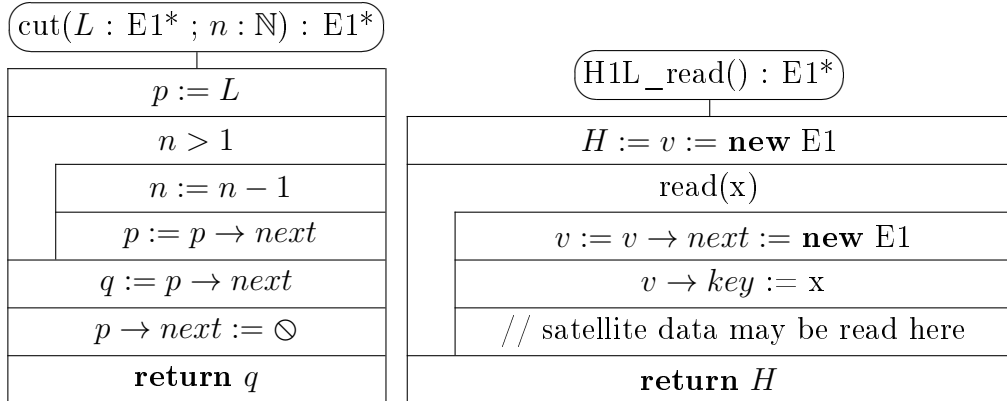 cut(L : E1* ; n : ℕ) : E1*
p := L
n > 1
n := n − 1
p := p → next
q := p → next
p → next := ⦸
return q
H1L_read() : E1*
H := v := new E1
read(x)
v := v → next := new E1
v → key := x
// satellite data may be read here
return H